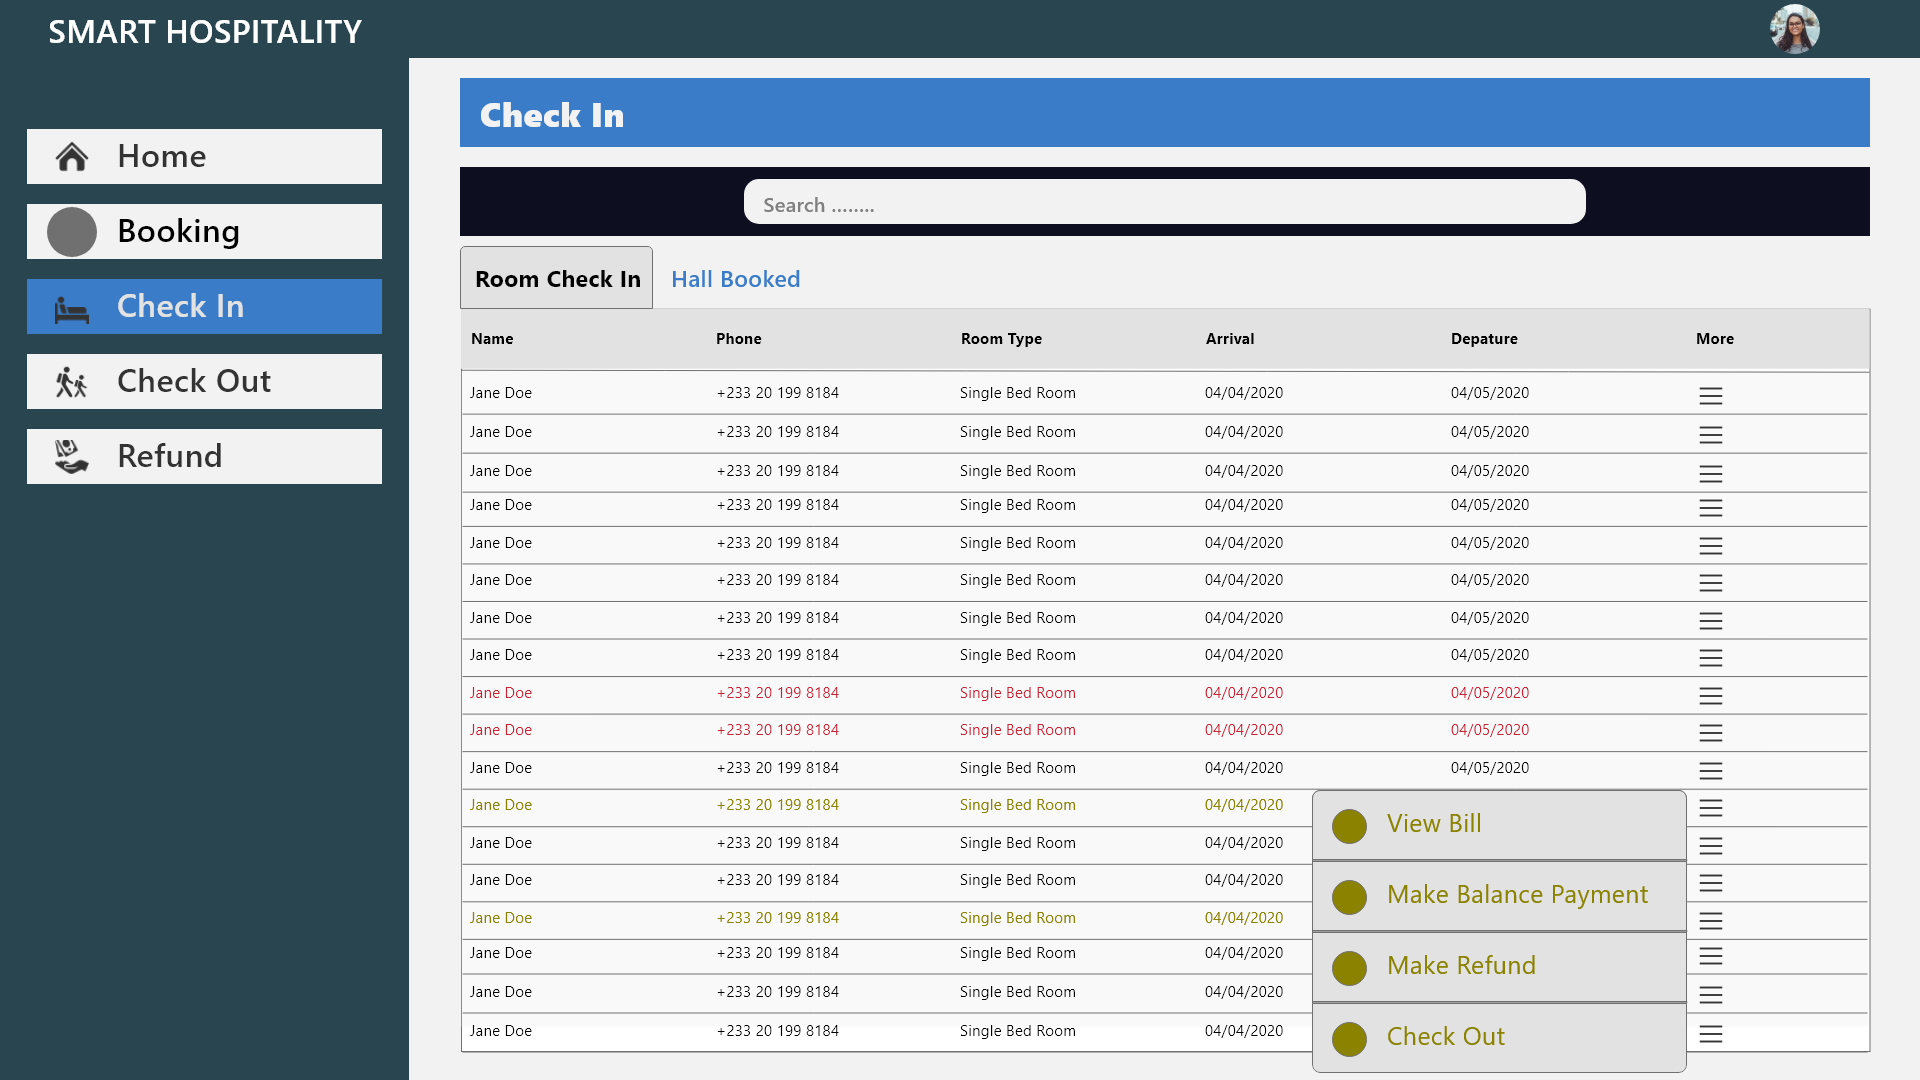 SMART HOSPITALITY
Home
Booking
Check In
Check Out
Refund
Check In
Search ........
Room Check In Hall Booked
Name Phone Room Type Arrival Depature More
Jane Doe +233 20 199 8184 Single Bed Room 04/04/2020 04/05/2020
Jane Doe +233 20 199 8184 Single Bed Room 04/04/2020 04/05/2020
Jane Doe +233 20 199 8184 Single Bed Room 04/04/2020 04/05/2020
Jane Doe +233 20 199 8184 Single Bed Room 04/04/2020 04/05/2020
Jane Doe +233 20 199 8184 Single Bed Room 04/04/2020 04/05/2020
Jane Doe +233 20 199 8184 Single Bed Room 04/04/2020 04/05/2020
Jane Doe +233 20 199 8184 Single Bed Room 04/04/2020 04/05/2020
Jane Doe +233 20 199 8184 Single Bed Room 04/04/2020 04/05/2020
Jane Doe +233 20 199 8184 Single Bed Room 04/04/2020 04/05/2020
Jane Doe +233 20 199 8184 Single Bed Room 04/04/2020 04/05/2020
Jane Doe +233 20 199 8184 Single Bed Room 04/04/2020 04/05/2020
Jane Doe +233 20 199 8184 Single Bed Room 04/04/2020
Jane Doe +233 20 199 8184 Single Bed Room 04/04/2020
Jane Doe +233 20 199 8184 Single Bed Room 04/04/2020
Jane Doe +233 20 199 8184 Single Bed Room 04/04/2020
Jane Doe +233 20 199 8184 Single Bed Room 04/04/2020
Jane Doe +233 20 199 8184 Single Bed Room 04/04/2020
Jane Doe +233 20 199 8184 Single Bed Room 04/04/2020
View Bill
Make Balance Payment
Make Refund
Check Out